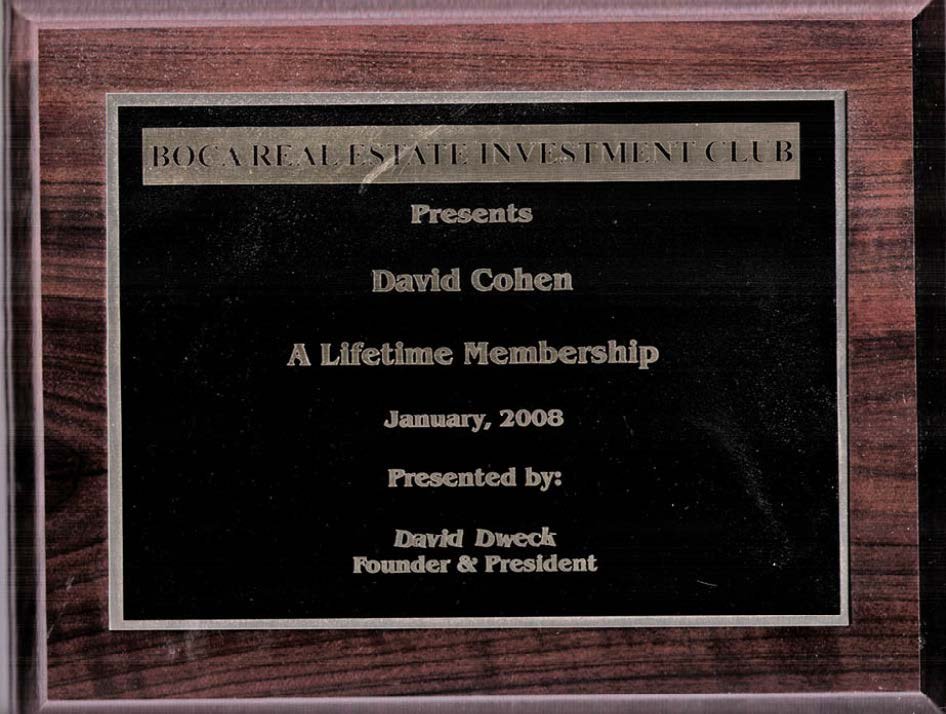 BOCA REAL ESTATE INVESTMENT CLUB
Presents
David Cohen
A Lifetime Membership
January, 2008
Presented by:
David Dweck
Founder & President